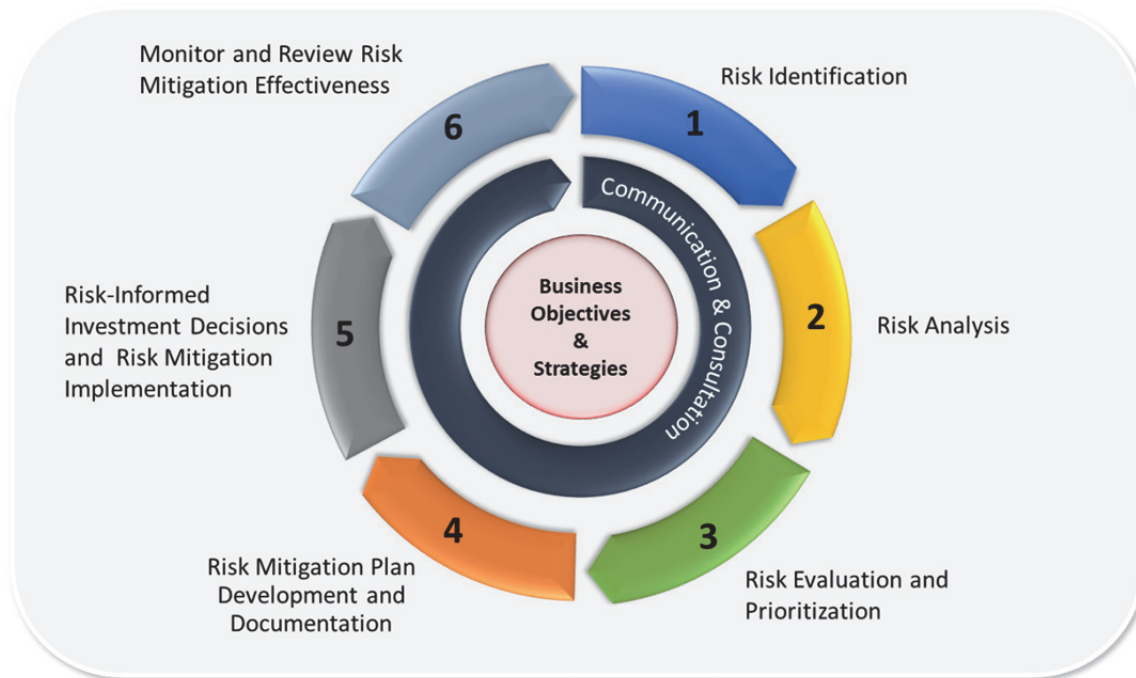 1
Risk Identification
2
Risk Analysis
3
Risk Evaluation and
Prioritization
4
Risk Mitigation Plan
Development and
Documentation
5
Risk-Informed
Investment Decisions
and Risk Mitigation
Implementation
6
Monitor and Review Risk
Mitigation Effectiveness
Communication & Consultation
Business
Objectives
&
Strategies